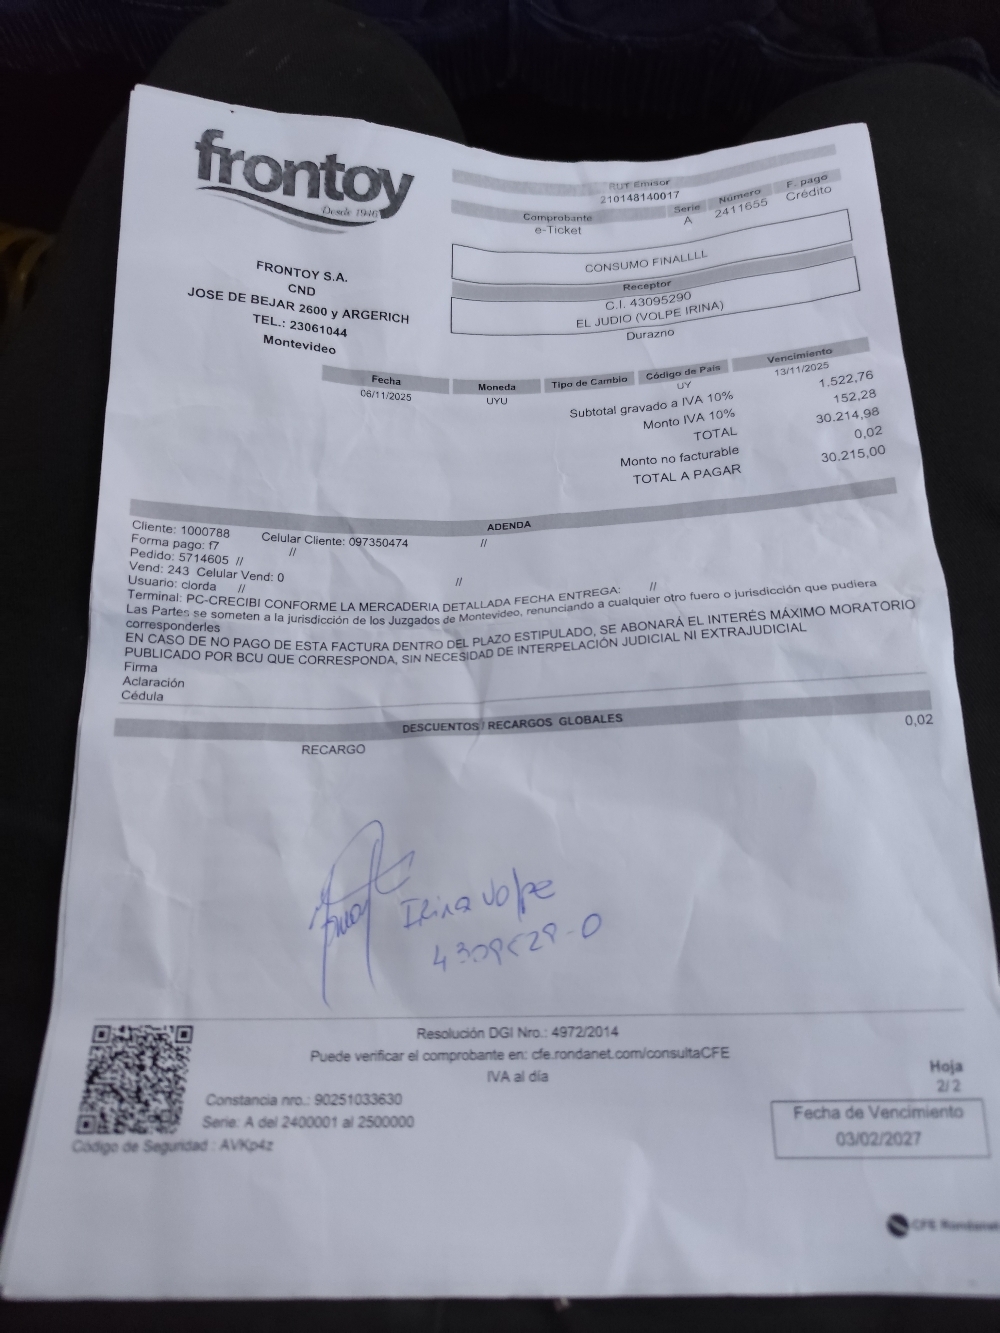 frontoy
Desde 1946
FRONTOY S.A.
CND
JOSE DE BEJAR 2600 y ARGERICH
TEL.: 23061044
Montevideo
RUT Emisor
210148140017
Comprobante Serie Número F. pago
e-Ticket A 2411655 Crédito
CONSUMO FINALLLL
Receptor
C.I. 43095290
EL JUDIO (VOLPE IRINA)
Durazno
Fecha Moneda Tipo de Cambio Código de País Vencimiento
06/11/2025 UYU UY 13/11/2025
Subtotal gravado a IVA 10% 1.522,76
Monto IVA 10% 152,28
TOTAL 30.214,98
Monto no facturable 0,02
TOTAL A PAGAR 30.215,00
ADENDA
Cliente: 1000788 Celular Cliente: 097350474 //
Forma pago: f7 //
Pedido: 5714605 //
Vend: 243 Celular Vend: 0 //
Usuario: clorda //
Terminal: PC-CRECIBI CONFORME LA MERCADERIA DETALLADA FECHA ENTREGA: //
Las Partes se someten a la jurisdicción de los Juzgados de Montevideo, renunciando a cualquier otro fuero o jurisdicción que pudiera
corresponderles
EN CASO DE NO PAGO DE ESTA FACTURA DENTRO DEL PLAZO ESTIPULADO, SE ABONARÁ EL INTERÉS MÁXIMO MORATORIO
PUBLICADO POR BCU QUE CORRESPONDA, SIN NECESIDAD DE INTERPELACIÓN JUDICIAL NI EXTRAJUDICIAL
Firma
Aclaración
Cédula
DESCUENTOS / RECARGOS GLOBALES
RECARGO 0,02
Irina Volpe
4309529-0
Resolución DGI Nro.: 4972/2014
Puede verificar el comprobante en: cfe.rondanet.com/consultaCFE
IVA al día
Constancia nro.: 90251033630
Serie: A del 2400001 al 2500000
Código de Seguridad : AVKp4z
Hoja
2/ 2
Fecha de Vencimiento
03/02/2027
CFE Rondanet